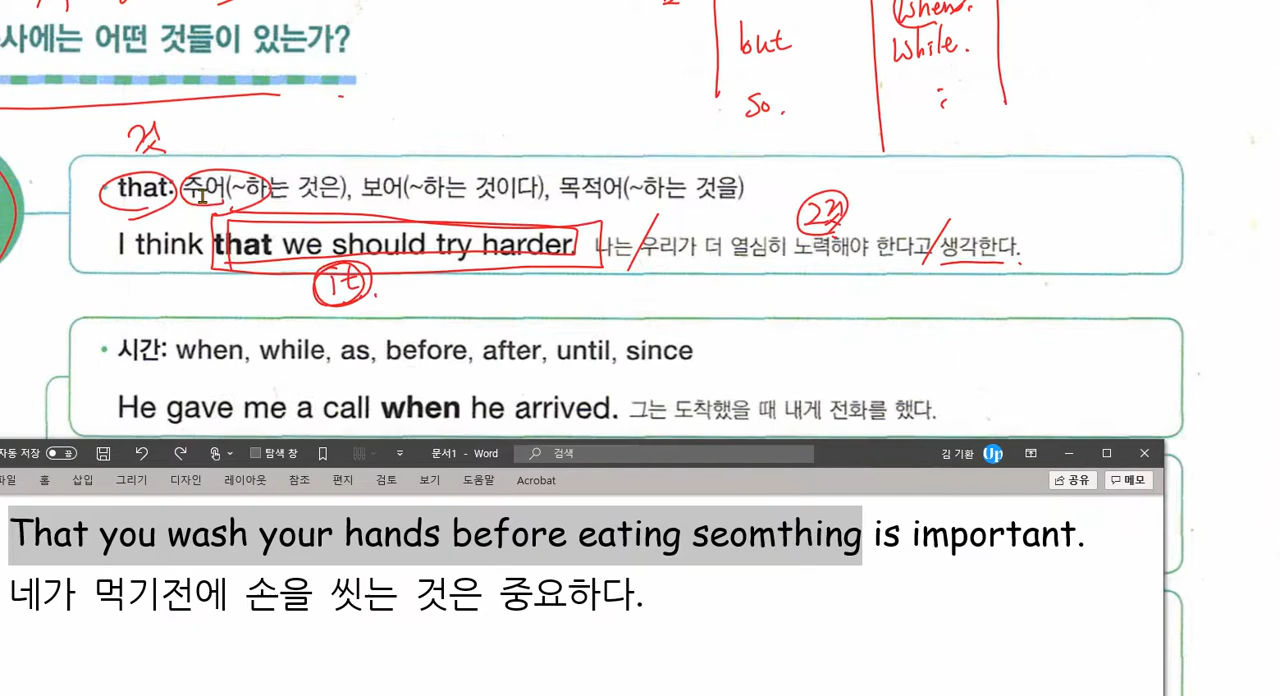 when.
사에는 어떤 것들이 있는가?
but
while.
so.
것
that: 주어(~하는 것은), 보어(~하는 것이다), 목적어(~하는 것을)
I think that we should try harder. 나는 우리가 더 열심히 노력해야 한다고 생각한다.
it
• 시간: when, while, as, before, after, until, since
He gave me a call when he arrived. 그는 도착했을 때 내게 전화를 했다.
자동 저장 탐색 창 문서1 - Word 검색 김 기환 Up
파일 홈 삽입 그리기 디자인 레이아웃 참조 편지 검토 보기 도움말 Acrobat 공유 메모
That you wash your hands before eating seomthing is important.
네가 먹기전에 손을 씻는 것은 중요하다.